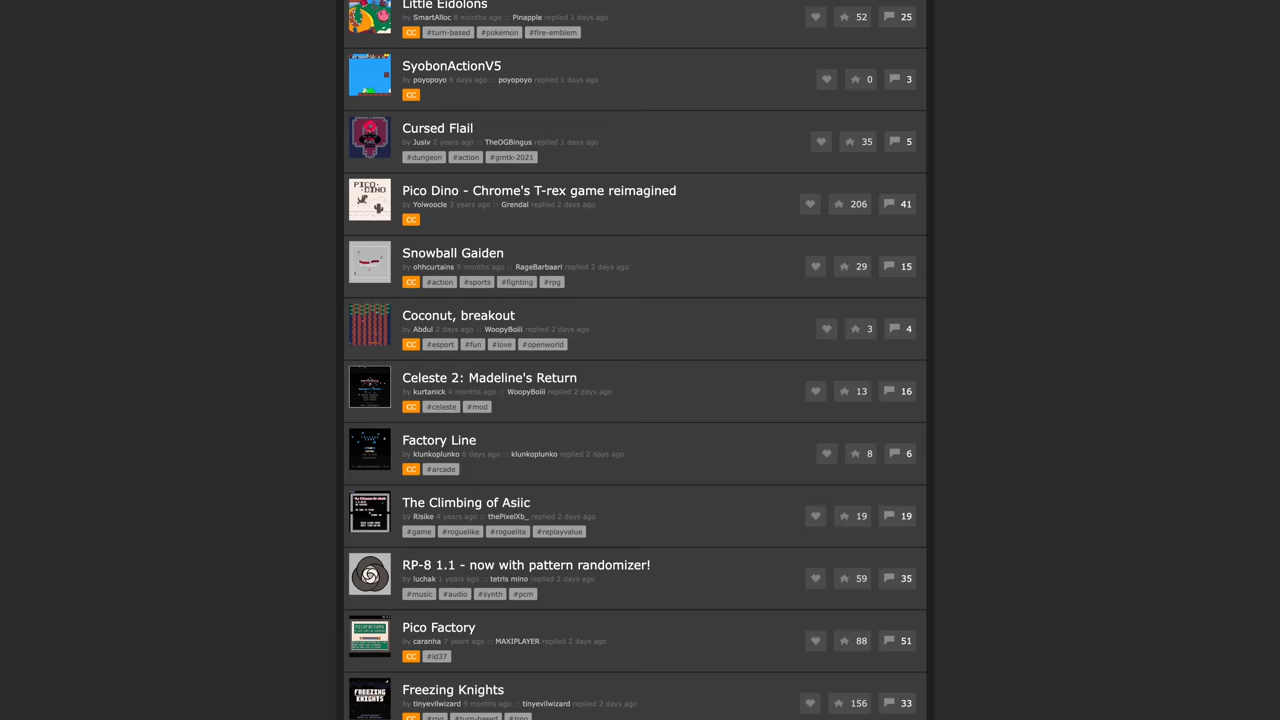 Little Eidolons
by SmartAlloc 8 months ago :: Pinapple replied 1 days ago
52 25
CC #turn-based #pokemon #fire-emblem
SyobonActionV5
by poyopoyo 6 days ago :: poyopoyo replied 1 days ago
0 3
CC
Cursed Flail
by Jusiv 2 years ago :: TheOGBingus replied 1 days ago
35 5
#dungeon #action #gmtk-2021
PICO
DINO
Pico Dino - Chrome's T-rex game reimagined
by Yolwoocle 3 years ago :: Grendal replied 2 days ago
206 41
CC
Snowball Gaiden
by ohhcurtains 9 months ago :: RageBarbaarl replied 2 days ago
29 15
CC #action #sports #fighting #rpg
Coconut, breakout
by Abdul 2 days ago :: WoopyBoiii replied 2 days ago
3 4
CC #esport #fun #love #openworld
Celeste 2: Madeline's Return
by kurtanick 4 months ago :: WoopyBoiii replied 2 days ago
13 16
CC #celeste #mod
Factory Line
by klunkoplunko 6 days ago :: klunkoplunko replied 2 days ago
8 6
CC #arcade
The Climbing of Asiic
by Risike 4 years ago :: thePixelXb_ replied 2 days ago
19 19
#game #roguelike #roguelite #replayvalue
RP-8 1.1 - now with pattern randomizer!
by luchak 1 years ago :: tetris mino replied 2 days ago
59 35
#music #audio #synth #pcm
PICOFACTORY
Pico Factory
by caranha 7 years ago :: MAXIPLAYER replied 2 days ago
88 51
CC #ld37
FREEZING
KNIGHTS
Freezing Knights
by tinyevilwizard 9 months ago :: tinyevilwizard replied 2 days ago
156 33
CC #rpg #turn-based #jrpg